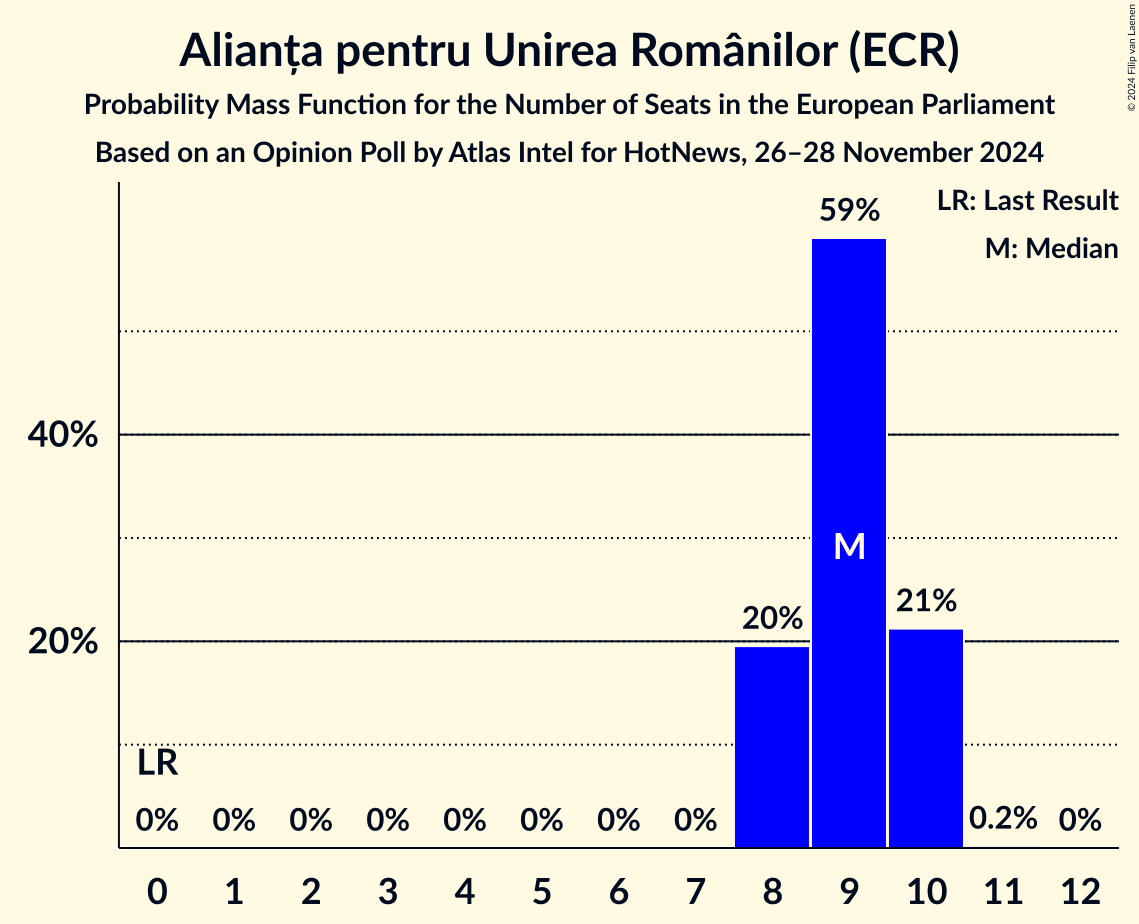 Alianța pentru Unirea Românilor (ECR)
Probability Mass Function for the Number of Seats in the European Parliament
Based on an Opinion Poll by Atlas Intel for HotNews, 26–28 November 2024
© 2024 Filip van Laenen
LR: Last Result
M: Median
59%
40%
M
20%
21%
20%
LR
0% 0% 0% 0% 0% 0% 0% 0% 0.2% 0%
0 1 2 3 4 5 6 7 8 9 10 11 12